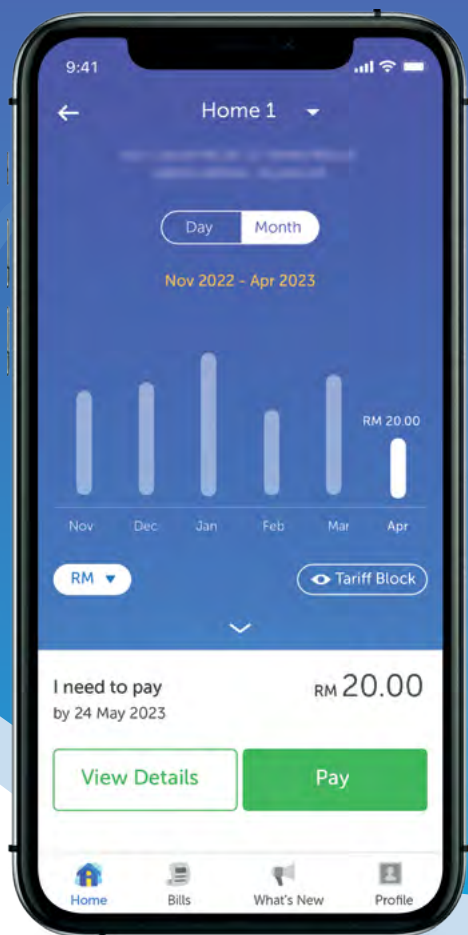 9:41
Home 1
Day Month
Nov 2022 - Apr 2023
RM 20.00
Nov Dec Jan Feb Mar Apr
RM Tariff Block
I need to pay RM 20.00
by 24 May 2023
View Details Pay
Home Bills What's New Profile